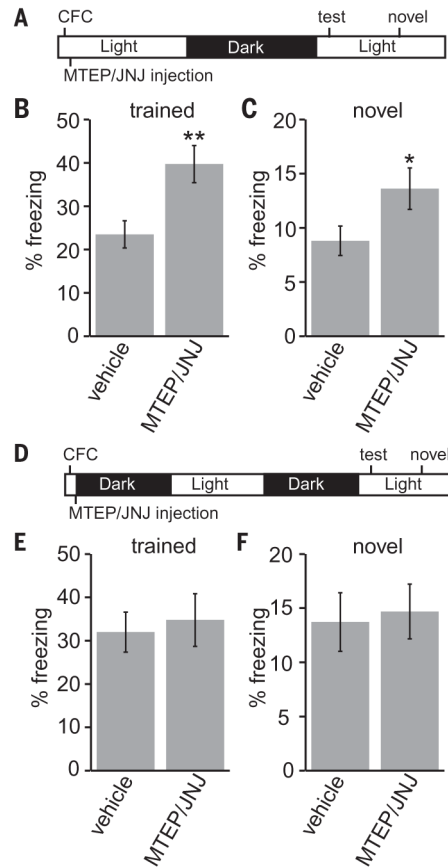 A
CFC
test
novel
Light
Dark
Light
MTEP/JNJ injection
B
trained
C
novel
50
40
30
20
10
0
% freezing
**
vehicle
MTEP/JNJ
20
15
10
5
0
% freezing
*
vehicle
MTEP/JNJ
D
CFC
test
novel
Dark
Light
Dark
Light
MTEP/JNJ injection
E
trained
F
novel
50
40
30
20
10
0
% freezing
vehicle
MTEP/JNJ
20
15
10
5
0
% freezing
vehicle
MTEP/JNJ